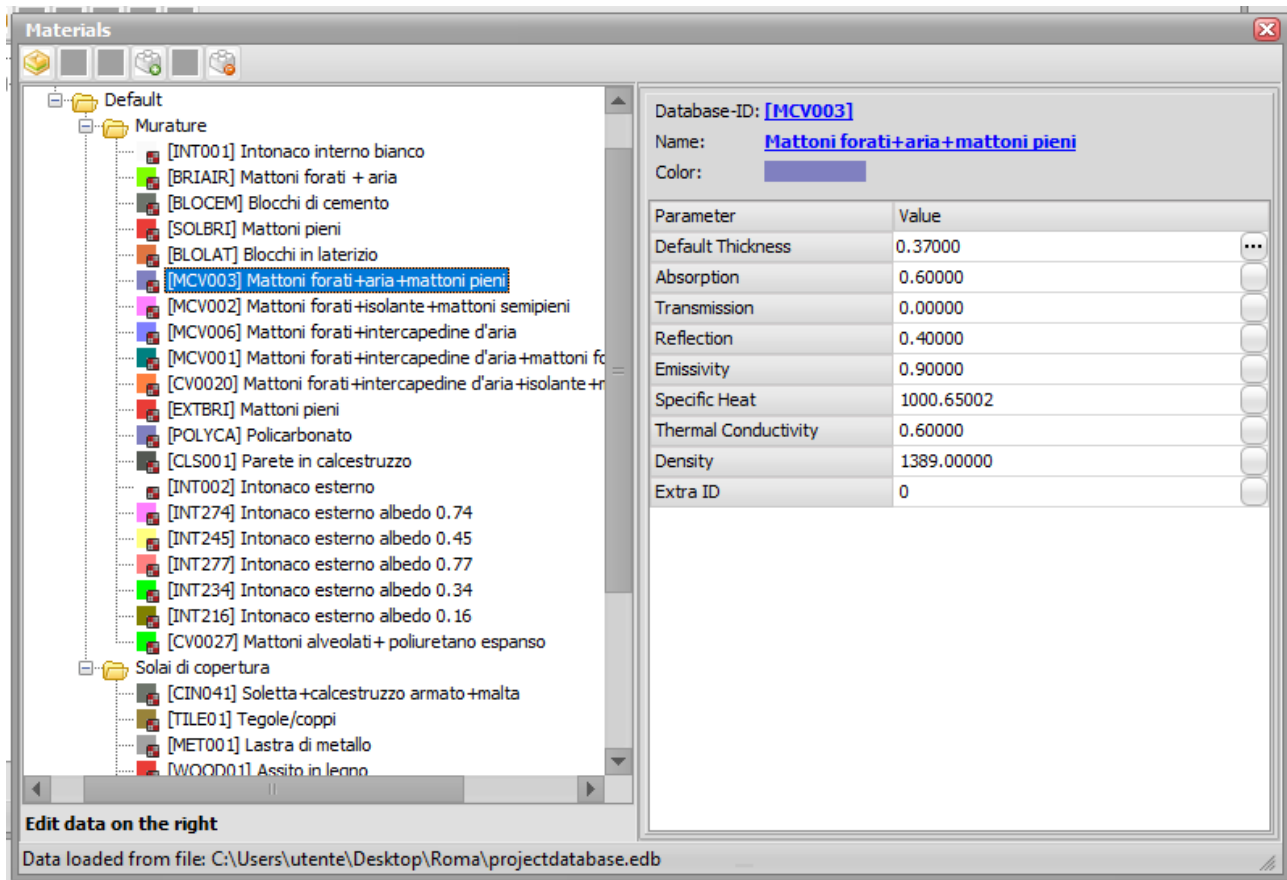 Materials
Default
Murature
[INT001] Intonaco interno bianco
[BRIAIR] Mattoni forati + aria
[BLOCEM] Blocchi di cemento
[SOLBRI] Mattoni pieni
[BLOLAT] Blocchi in laterizio
[MCV003] Mattoni forati+aria+mattoni pieni
[MCV002] Mattoni forati+isolante+mattoni semipieni
[MCV006] Mattoni forati+intercapedine d'aria
[MCV001] Mattoni forati+intercapedine d'aria+mattoni fo
[CV0020] Mattoni forati+intercapedine d'aria+isolante+
[EXTBRI] Mattoni pieni
[POLYCA] Policarbonato
[CLS001] Parete in calcestruzzo
[INT002] Intonaco esterno
[INT274] Intonaco esterno albedo 0.74
[INT245] Intonaco esterno albedo 0.45
[INT277] Intonaco esterno albedo 0.77
[INT234] Intonaco esterno albedo 0.34
[INT216] Intonaco esterno albedo 0.16
[CV0027] Mattoni alveolati+ poliuretano espanso
Solai di copertura
[CIN041] Soletta+calcestruzzo armato+malta
[TILE01] Tegole/coppi
[MET001] Lastra di metallo
[WOOD01] Assito in legno
Edit data on the right
Database-ID: [MCV003]
Name: Mattoni forati+aria+mattoni pieni
Color:
Parameter Value
Default Thickness 0.37000 ...
Absorption 0.60000
Transmission 0.00000
Reflection 0.40000
Emissivity 0.90000
Specific Heat 1000.65002
Thermal Conductivity 0.60000
Density 1389.00000
Extra ID 0
Data loaded from file: C:\Users\utente\Desktop\Roma\projectdatabase.edb